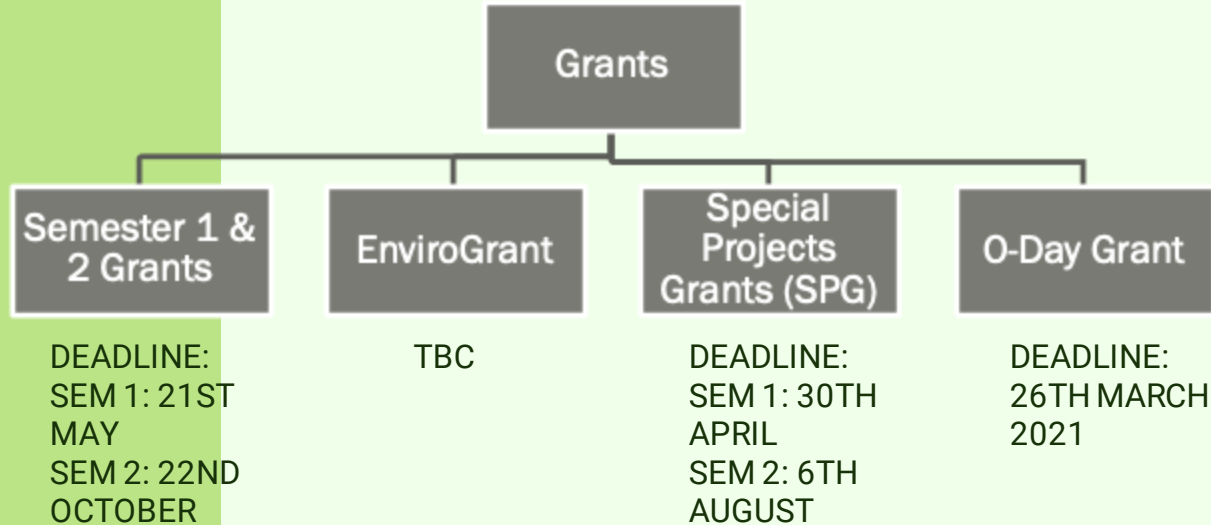 Grants
Semester 1 &
2 Grants
EnviroGrant
Special
Projects
Grants (SPG)
O-Day Grant
DEADLINE:
SEM 1: 21ST
MAY
SEM 2: 22ND
OCTOBER
TBC
DEADLINE:
SEM 1: 30TH
APRIL
SEM 2: 6TH
AUGUST
DEADLINE:
26TH MARCH
2021